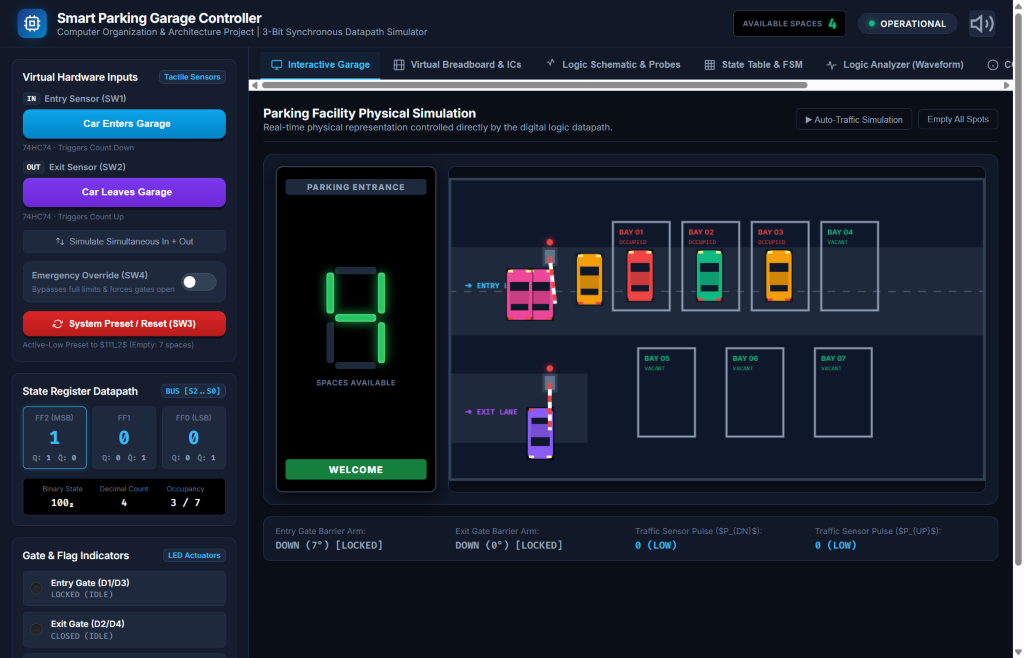 Smart Parking Garage Controller
Computer Organization & Architecture Project | 3-Bit Synchronous Datapath Simulator
AVAILABLE SPACES 4
OPERATIONAL
Virtual Hardware Inputs
Tactile Sensors
IN Entry Sensor (SW1)
Car Enters Garage
74HC74 · Triggers Count Down
OUT Exit Sensor (SW2)
Car Leaves Garage
74HC74 · Triggers Count Up
Simulate Simultaneous In + Out
Emergency Override (SW4)
Bypasses full limits & forces gates open
System Preset / Reset (SW3)
Active-Low Preset to $111_2$ (Empty: 7 spaces)
State Register Datapath
BUS [S2..S0]
FF2 (MSB) FF1 FF0 (LSB)
1 0 0
Q: 1 Q̄: 0 Q: 0 Q̄: 1 Q: 0 Q̄: 1
Binary State Decimal Count Occupancy
100₂ 4 3 / 7
Gate & Flag Indicators
LED Actuators
Entry Gate (D1/D3)
LOCKED (IDLE)
Exit Gate (D2/D4)
CLOSED (IDLE)
Interactive Garage
Virtual Breadboard & ICs
Logic Schematic & Probes
State Table & FSM
Logic Analyzer (Waveform)
Parking Facility Physical Simulation
Real-time physical representation controlled directly by the digital logic datapath.
▶ Auto-Traffic Simulation
Empty All Spots
PARKING ENTRANCE
4
SPACES AVAILABLE
WELCOME
BAY 01 BAY 02 BAY 03 BAY 04
OCCUPIED OCCUPIED OCCUPIED VACANT
➔ ENTRY
BAY 05 BAY 06 BAY 07
VACANT VACANT VACANT
➔ EXIT LANE
Entry Gate Barrier Arm: Exit Gate Barrier Arm: Traffic Sensor Pulse ($P_{DN}$): Traffic Sensor Pulse ($P_{UP}$):
DOWN (7°) [LOCKED] DOWN (0°) [LOCKED] 0 (LOW) 0 (LOW)